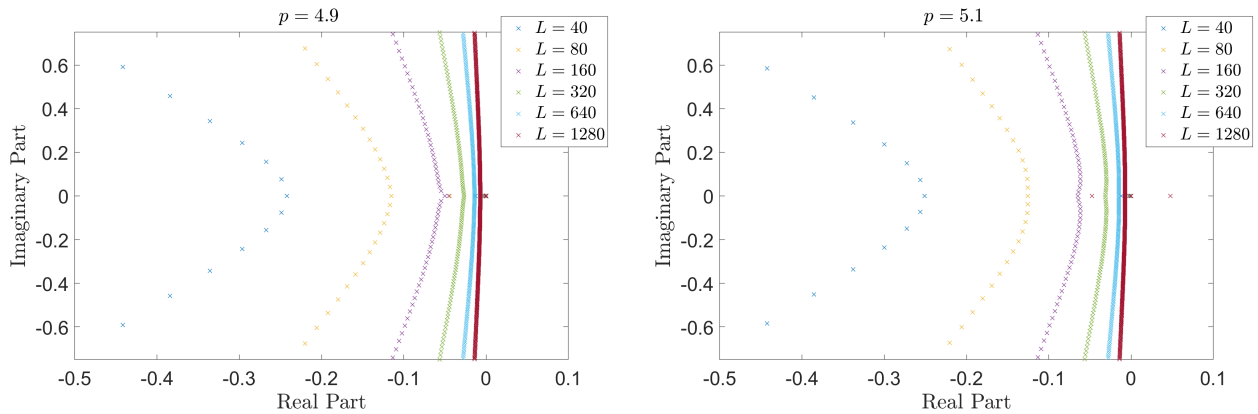 p = 4.9
L = 40
L = 80
L = 160
L = 320
L = 640
L = 1280
0.6
0.4
0.2
0
-0.2
-0.4
-0.6
Imaginary Part
-0.5
-0.4
-0.3
-0.2
-0.1
0
0.1
Real Part
p = 5.1
L = 40
L = 80
L = 160
L = 320
L = 640
L = 1280
0.6
0.4
0.2
0
-0.2
-0.4
-0.6
Imaginary Part
-0.5
-0.4
-0.3
-0.2
-0.1
0
0.1
Real Part